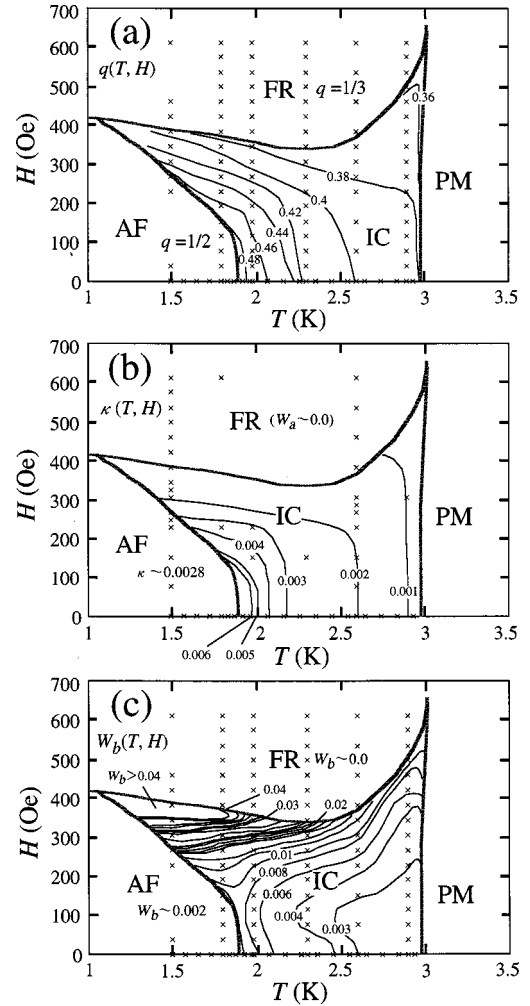 (a)
q(T, H)
FR q =1/3
0.36
0.38
0.4
0.42
0.44
0.46
0.48
AF q =1/2
IC
PM
H (Oe)
700
600
500
400
300
200
100
0
1 1.5 2 2.5 3 3.5
T (K)
(b)
κ (T, H)
FR (Wa~0.0)
IC
AF
PM
κ ~0.0028
0.004
0.003
0.002
0.001
0.006 0.005
H (Oe)
700
600
500
400
300
200
100
0
1 1.5 2 2.5 3 3.5
T (K)
(c)
Wb(T, H)
FR Wb~0.0
Wb>0.04
0.04
0.03
0.02
0.01
0.008
0.006
0.004
0.003
IC
AF
Wb~0.002
PM
H (Oe)
700
600
500
400
300
200
100
0
1 1.5 2 2.5 3 3.5
T (K)